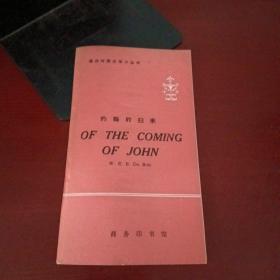 约翰的归来
OF THE COMING
OF JOHN
W. E. B. Du Bois
商务印书馆